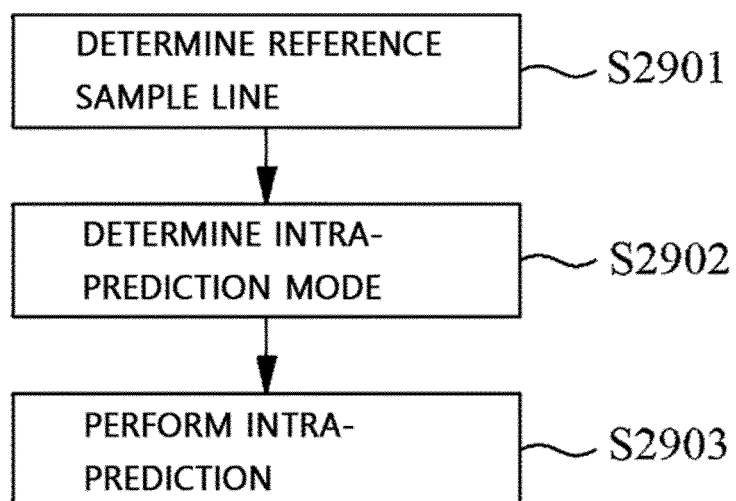 DETERMINE REFERENCE
SAMPLE LINE
S2901
DETERMINE INTRA-
PREDICTION MODE
S2902
PERFORM INTRA-
PREDICTION
S2903